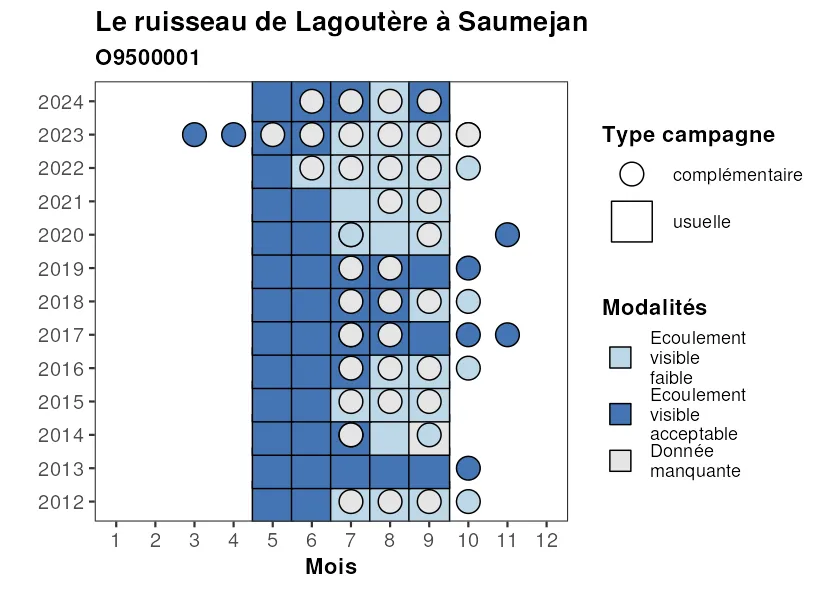 Le ruisseau de Lagoutère à Saumejan
O9500001
2024
2023
2022
2021
2020
2019
2018
2017
2016
2015
2014
2013
2012
1 2 3 4 5 6 7 8 9 10 11 12
Mois
Type campagne
complémentaire
usuelle
Modalités
Ecoulement
visible
faible
Ecoulement
visible
acceptable
Donnée
manquante